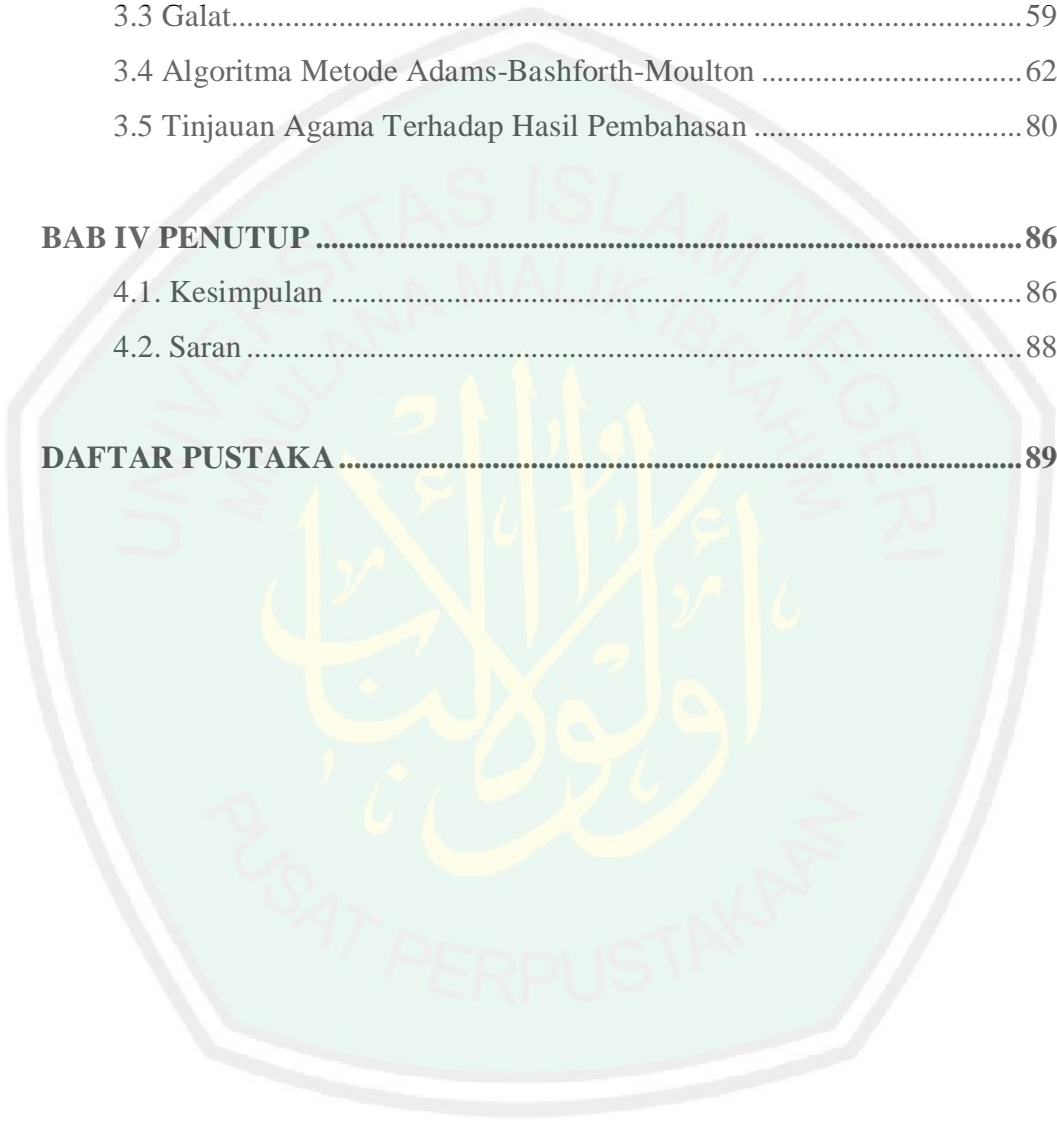 3.3 Galat........................................................................................................59
3.4 Algoritma Metode Adams-Bashforth-Moulton ....................................62
3.5 Tinjauan Agama Terhadap Hasil Pembahasan .....................................80
BAB IV PENUTUP ............................................................................................86
4.1. Kesimpulan ..........................................................................................86
4.2. Saran .....................................................................................................88
DAFTAR PUSTAKA .........................................................................................89
UNIVERSITAS ISLAM NEGERI
MAULANA MALIK IBRAHIM
PUSAT PERPUSTAKAAN